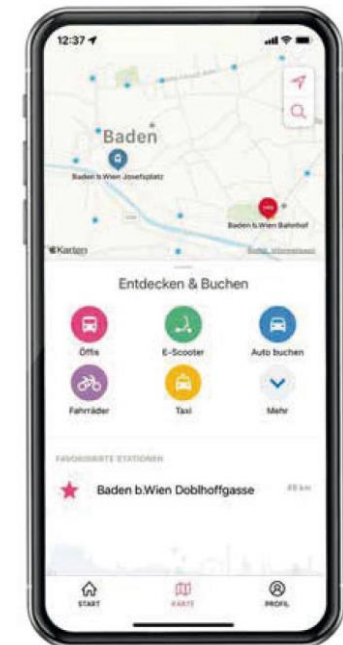 12:37
Baden
Baden b.Wien Josefsplatz
Baden b.Wien Bahnhof
Karten
Entdecken & Buchen
Öffis
E-Scooter
Auto buchen
Fahrräder
Taxi
Mehr
FAVORISIERTE STATIONEN
Baden b.Wien Doblhoffgasse
START
KARTE
PROFIL